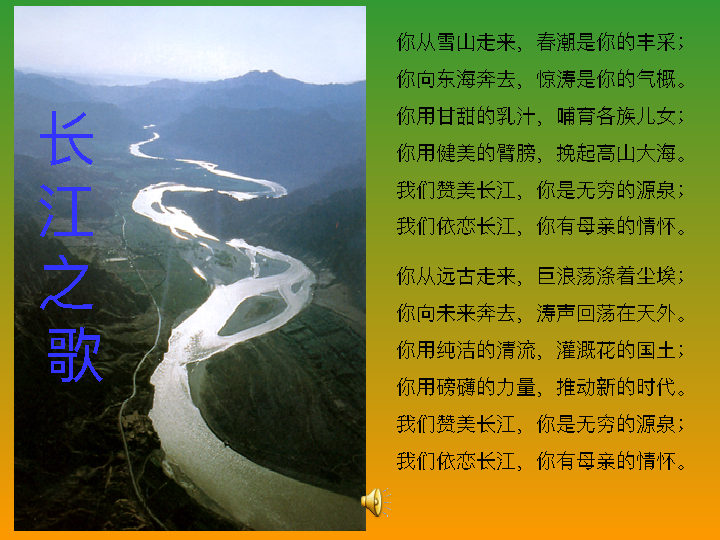 长江之歌
你从雪山走来，春潮是你的丰采；
你向东海奔去，惊涛是你的气概。
你用甘甜的乳汁，哺育各族儿女；
你用健美的臂膀，挽起高山大海。
我们赞美长江，你是无穷的源泉；
我们依恋长江，你有母亲的情怀。
你从远古走来，巨浪荡涤着尘埃；
你向未来奔去，涛声回荡在天外。
你用纯洁的清流，灌溉花的国土；
你用磅礴的力量，推动新的时代。
我们赞美长江，你是无穷的源泉；
我们依恋长江，你有母亲的情怀。